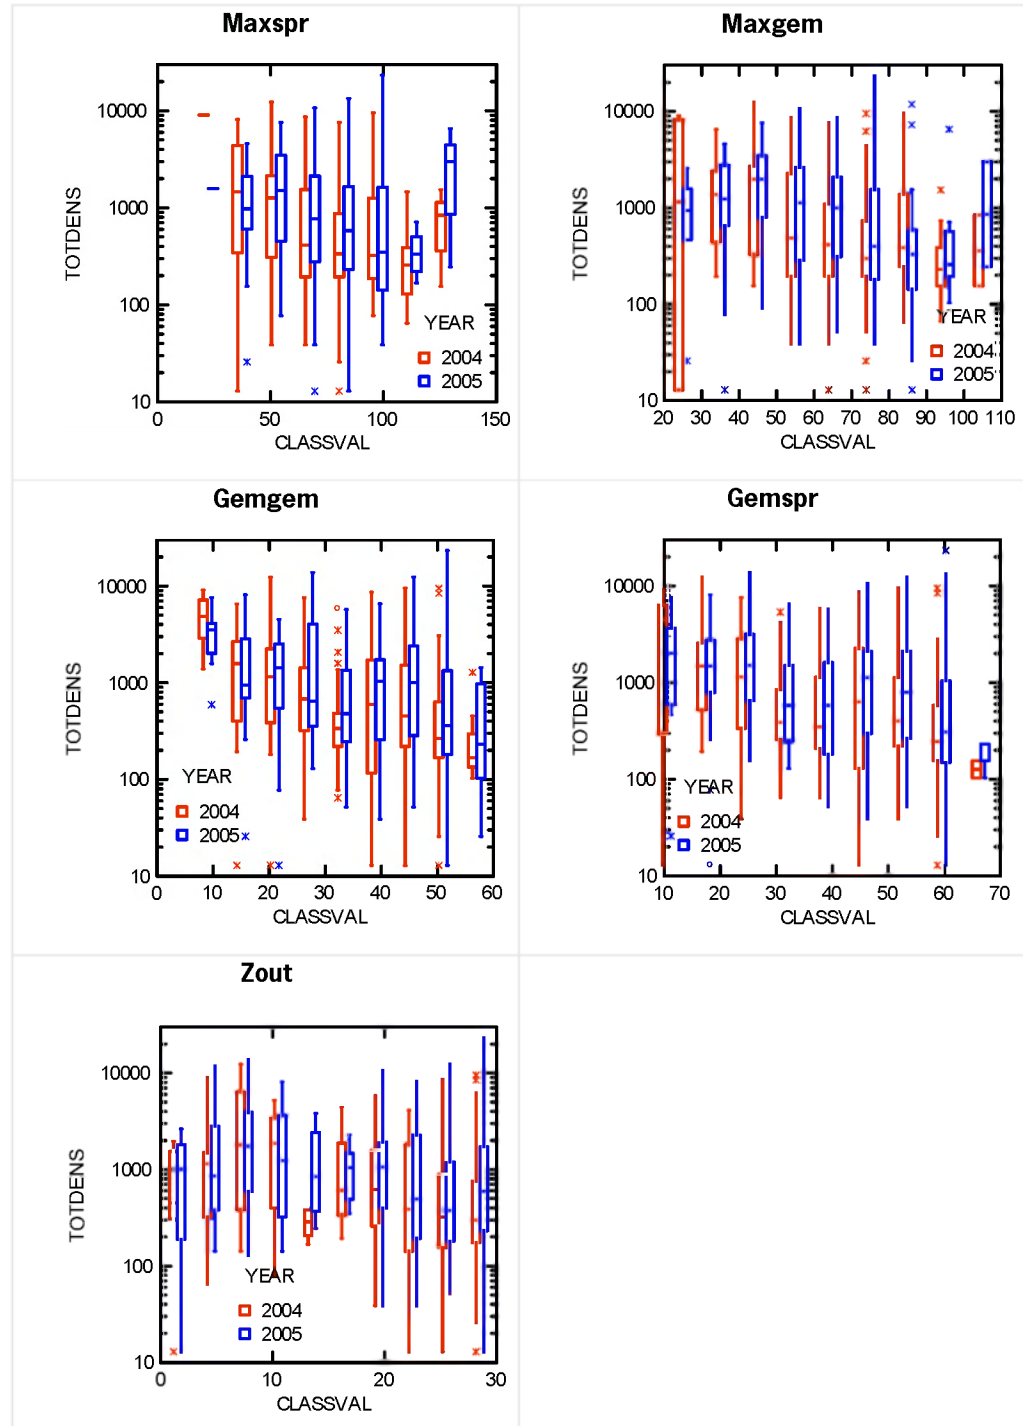 Maxspr
10000
1000
100
10
TOTDENS
0 50 100 150
CLASSVAL
YEAR
2004
2005
Maxgem
10000
1000
100
10
TOTDENS
20 30 40 50 60 70 80 90 100 110
CLASSVAL
YEAR
2004
2005
Gemgem
10000
1000
100
10
TOTDENS
0 10 20 30 40 50 60
CLASSVAL
YEAR
2004
2005
Gemspr
10000
1000
100
10
TOTDENS
10 20 30 40 50 60 70
CLASSVAL
YEAR
2004
2005
Zout
10000
1000
100
10
TOTDENS
0 10 20 30
CLASSVAL
YEAR
2004
2005